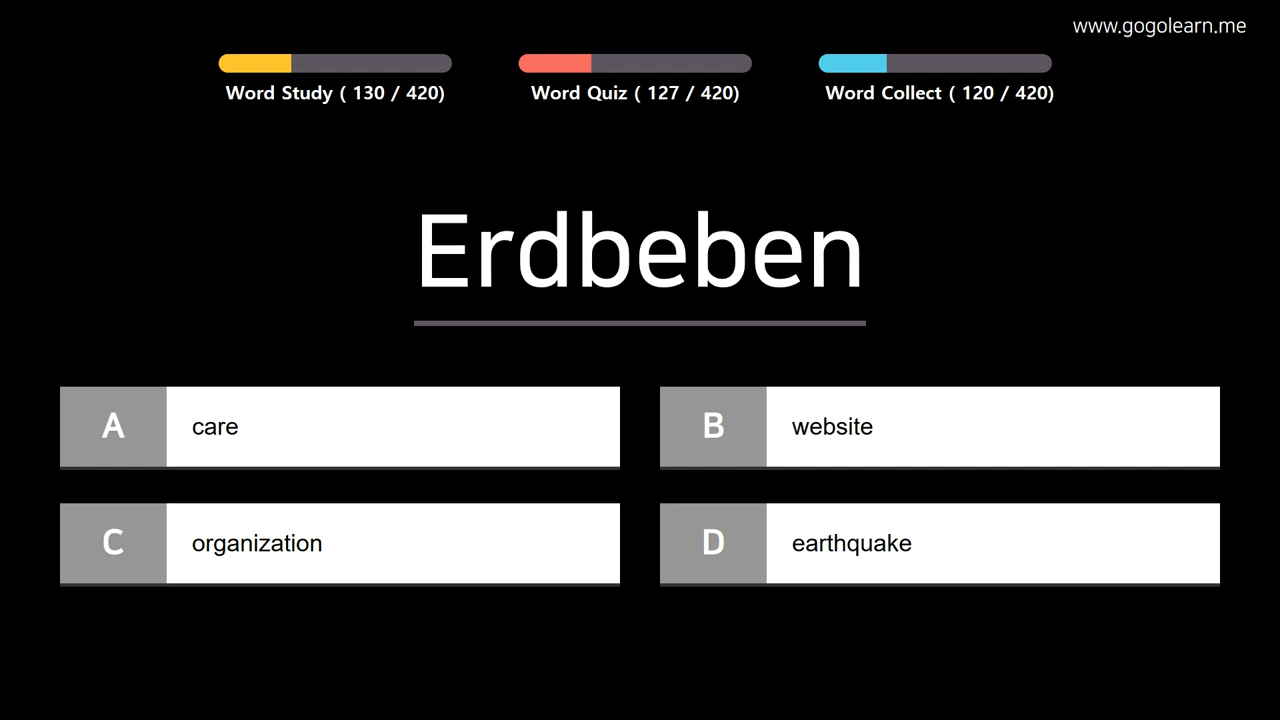 www.gogolearn.me
Word Study ( 130 / 420)
Word Quiz ( 127 / 420)
Word Collect ( 120 / 420)
Erdbeben
A care
B website
C organization
D earthquake